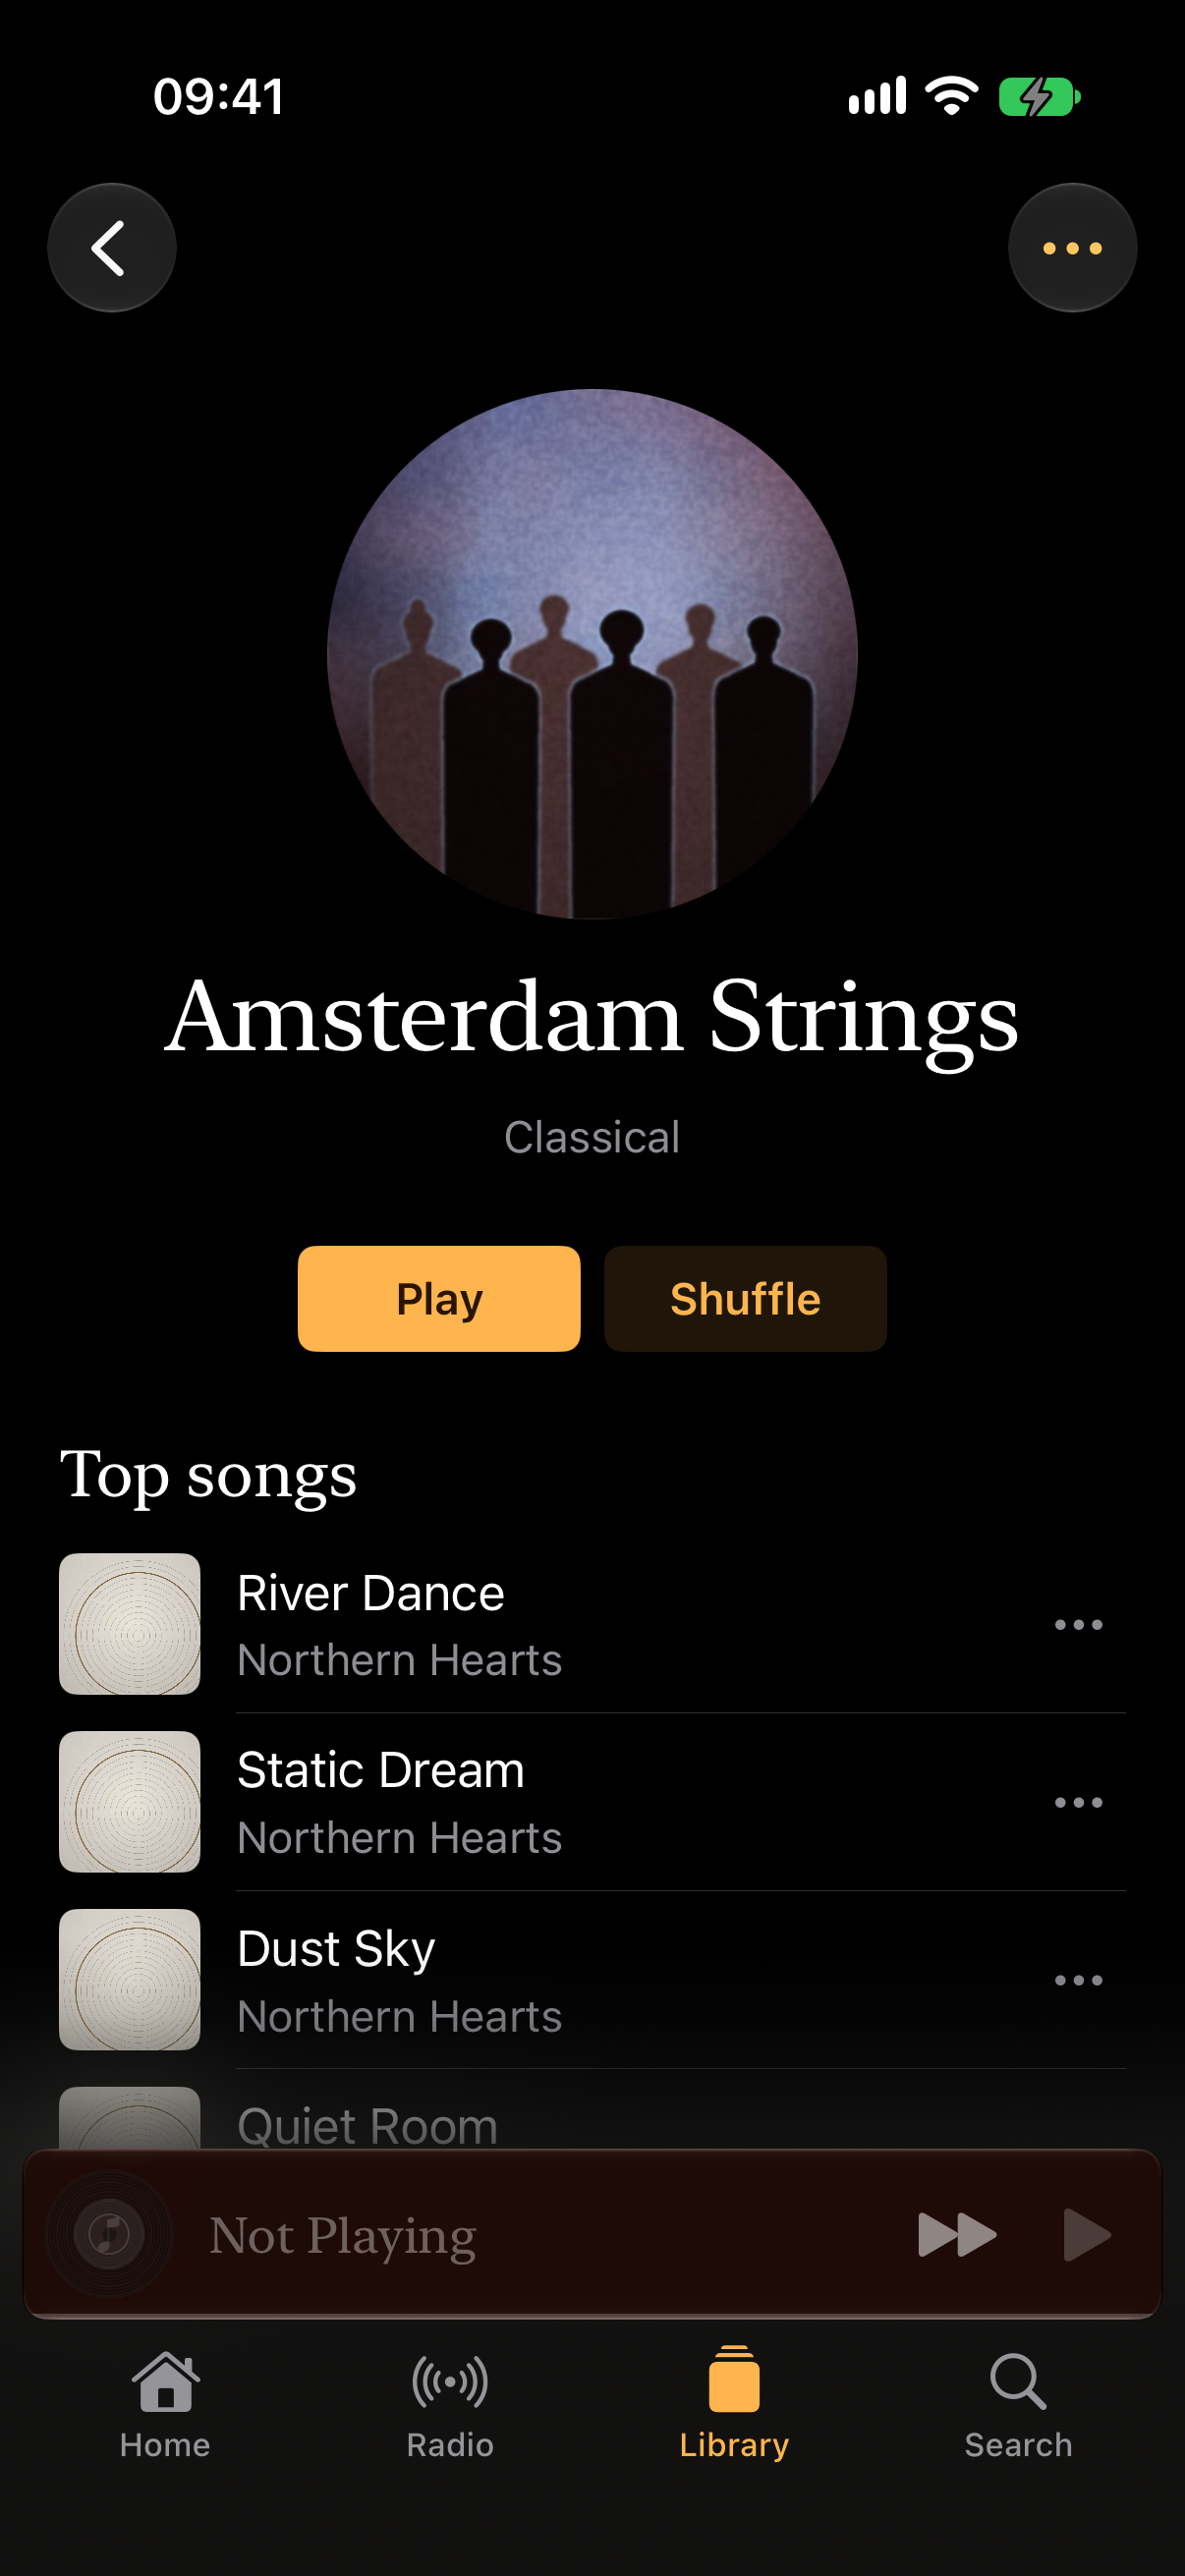 09:41
Amsterdam Strings
Classical
Play
Shuffle
Top songs
River Dance
Northern Hearts
Static Dream
Northern Hearts
Dust Sky
Northern Hearts
Quiet Room
Not Playing
Home
Radio
Library
Search